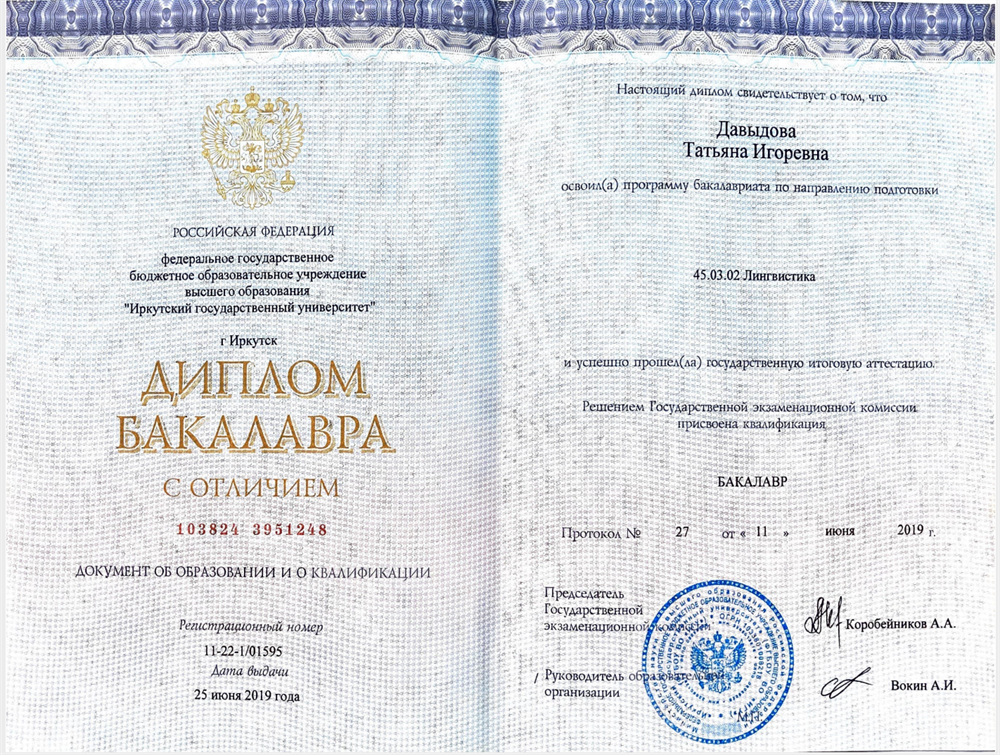 РОССИЙСКАЯ ФЕДЕРАЦИЯ
федеральное государственное
бюджетное образовательное учреждение
высшего образования
"Иркутский государственный университет"
г Иркутск
ДИПЛОМ
БАКАЛАВРА
С ОТЛИЧИЕМ
103824 3951248
ДОКУМЕНТ ОБ ОБРАЗОВАНИИ И О КВАЛИФИКАЦИИ
Регистрационный номер
11-22-1/01595
Дата выдачи
25 июня 2019 года
Настоящий диплом свидетельствует о том, что
Давыдова
Татьяна Игоревна
освоил(а) программу бакалавриата по направлению подготовки
45.03.02 Лингвистика
и успешно прошел(ла) государственную итоговую аттестацию.
Решением Государственной экзаменационной комиссии
присвоена квалификация
БАКАЛАВР
Протокол № 27 от « 11 » июня 2019 г.
Председатель
Государственной
экзаменационной комиссии
Коробейников А.А.
/ Руководитель образовательной
организации
Вокин А.И.
М.П.